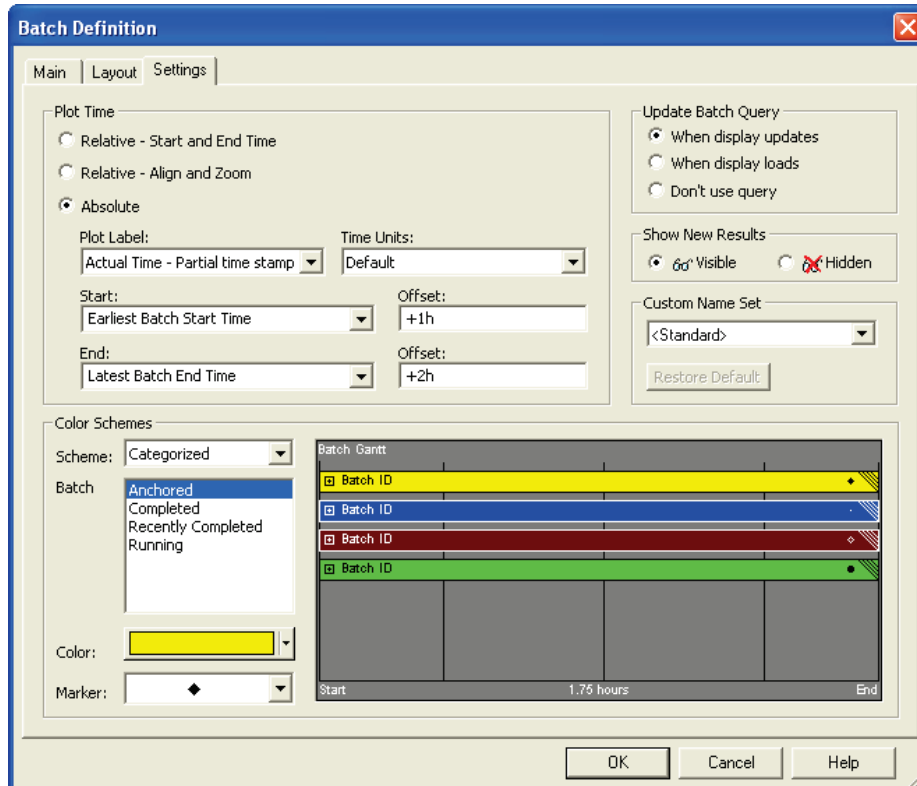 Batch Definition
Main Layout Settings
Plot Time
Relative - Start and End Time
Relative - Align and Zoom
Absolute
Plot Label: Time Units:
Actual Time - Partial time stamp Default
Start: Offset:
Earliest Batch Start Time +1h
End: Offset:
Latest Batch End Time +2h
Update Batch Query
When display updates
When display loads
Don't use query
Show New Results
Visible Hidden
Custom Name Set
<Standard>
Restore Default
Color Schemes
Scheme: Categorized
Batch
Anchored
Completed
Recently Completed
Running
Color:
Marker:
Batch Gantt
Batch ID
Batch ID
Batch ID
Batch ID
Start 1.75 hours End
OK Cancel Help